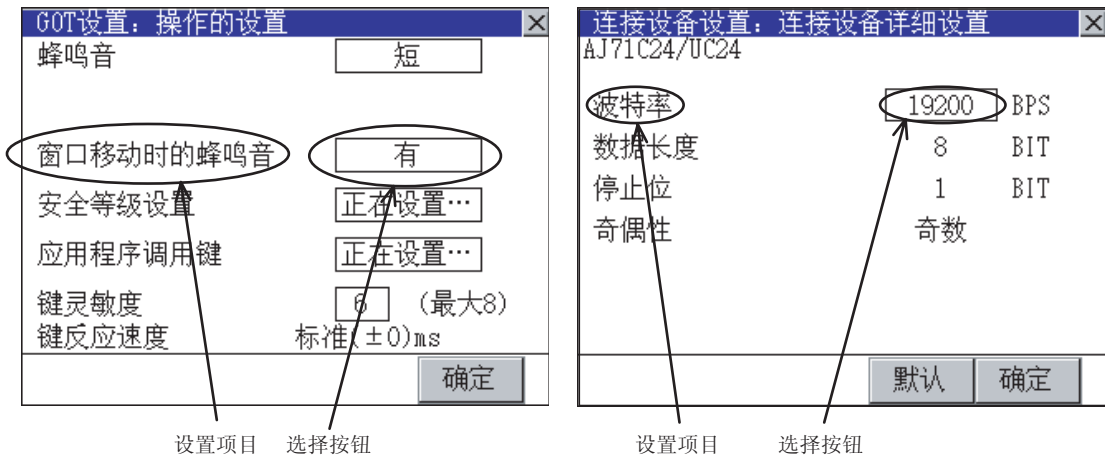 GOT设置：操作的设置 ×
蜂鸣音 短
窗口移动时的蜂鸣音 有
安全等级设置 正在设置…
应用程序调用键 正在设置…
键灵敏度 6 (最大8)
键反应速度 标准(±0)ms
确定
设置项目 选择按钮
连接设备设置：连接设备详细设置 ×
AJ71C24/UC24
波特率 19200 BPS
数据长度 8 BIT
停止位 1 BIT
奇偶性 奇数
默认 确定
设置项目 选择按钮